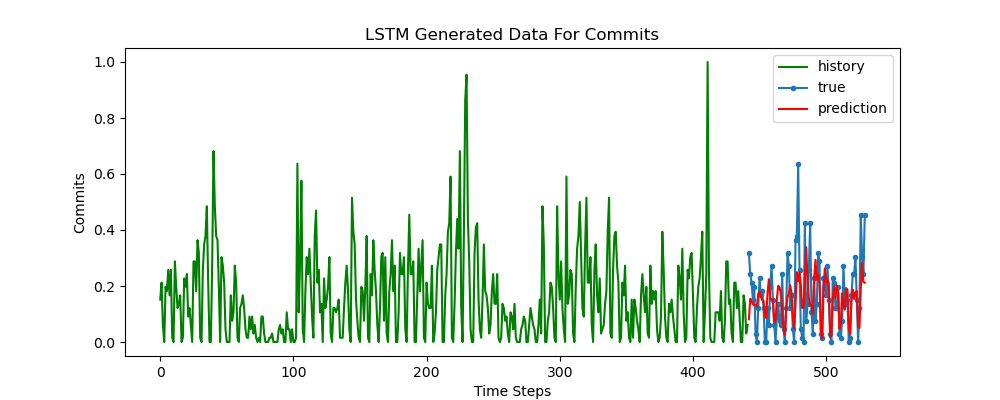 LSTM Generated Data For Commits
history
true
prediction
Commits
1.0
0.8
0.6
0.4
0.2
0.0
0 100 200 300 400 500
Time Steps